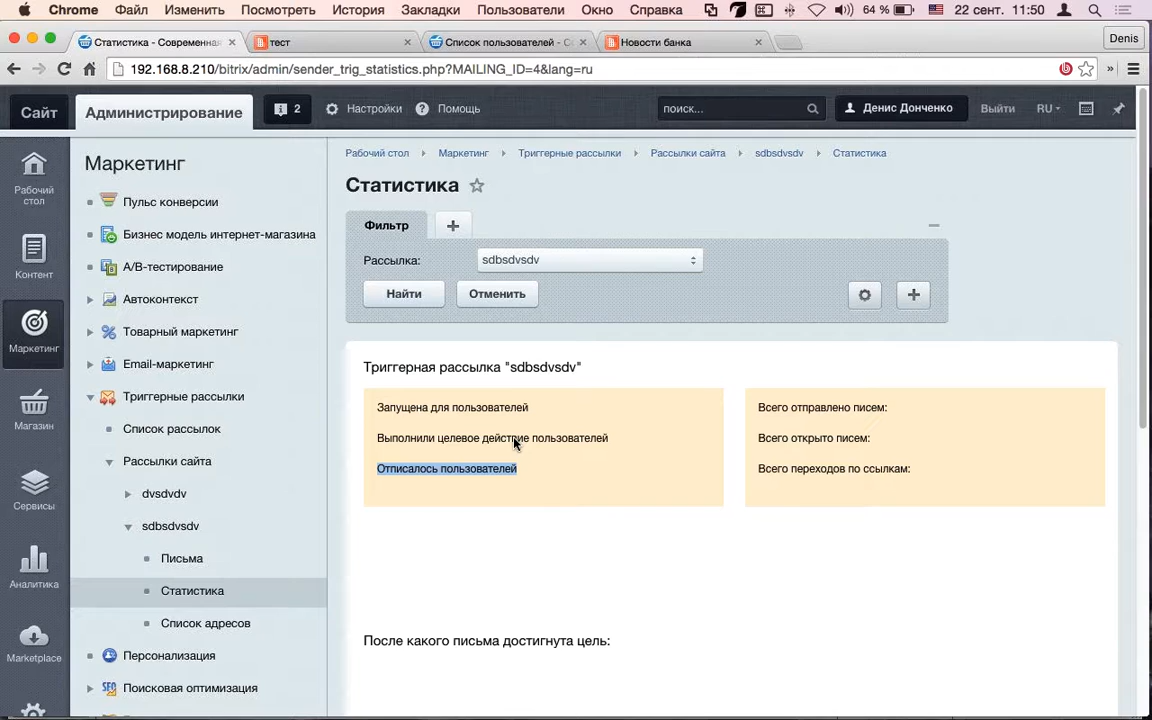 Chrome Файл Изменить Посмотреть История Закладки Пользователи Окно Справка 64 % 22 сент. 11:50
Статистика - Современная тест Список пользователей - С Новости банка Denis
192.168.8.210/bitrix/admin/sender_trig_statistics.php?MAILING_ID=4&lang=ru
Сайт Администрирование 2 Настройки Помощь поиск... Денис Донченко Выйти RU
Рабочий стол
Контент
Маркетинг
Магазин
Сервисы
Аналитика
Marketplace
Маркетинг
Пульс конверсии
Бизнес модель интернет-магазина
A/B-тестирование
Автоконтекст
Товарный маркетинг
Email-маркетинг
Триггерные рассылки
Список рассылок
Рассылки сайта
dvsdvdv
sdbsdvsdv
Письма
Статистика
Список адресов
Персонализация
Поисковая оптимизация
Рабочий стол Маркетинг Триггерные рассылки Рассылки сайта sdbsdvsdv Статистика
Статистика
Фильтр
Рассылка: sdbsdvsdv
Найти Отменить
Триггерная рассылка "sdbsdvsdv"
Запущена для пользователей
Выполнили целевое действие пользователей
Отписалось пользователей
Всего отправлено писем:
Всего открыто писем:
Всего переходов по ссылкам:
После какого письма достигнута цель: